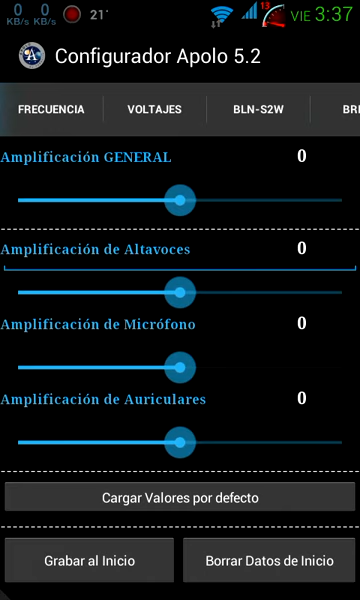 0 0 21° 13 VIE 3:37
KB/s KB/s
Configurador Apolo 5.2
FRECUENCIA VOLTAJES BLN-S2W BRI
Amplificación GENERAL 0
Amplificación de Altavoces 0
Amplificación de Micrófono 0
Amplificación de Auriculares 0
Cargar Valores por defecto
Grabar al Inicio Borrar Datos de Inicio